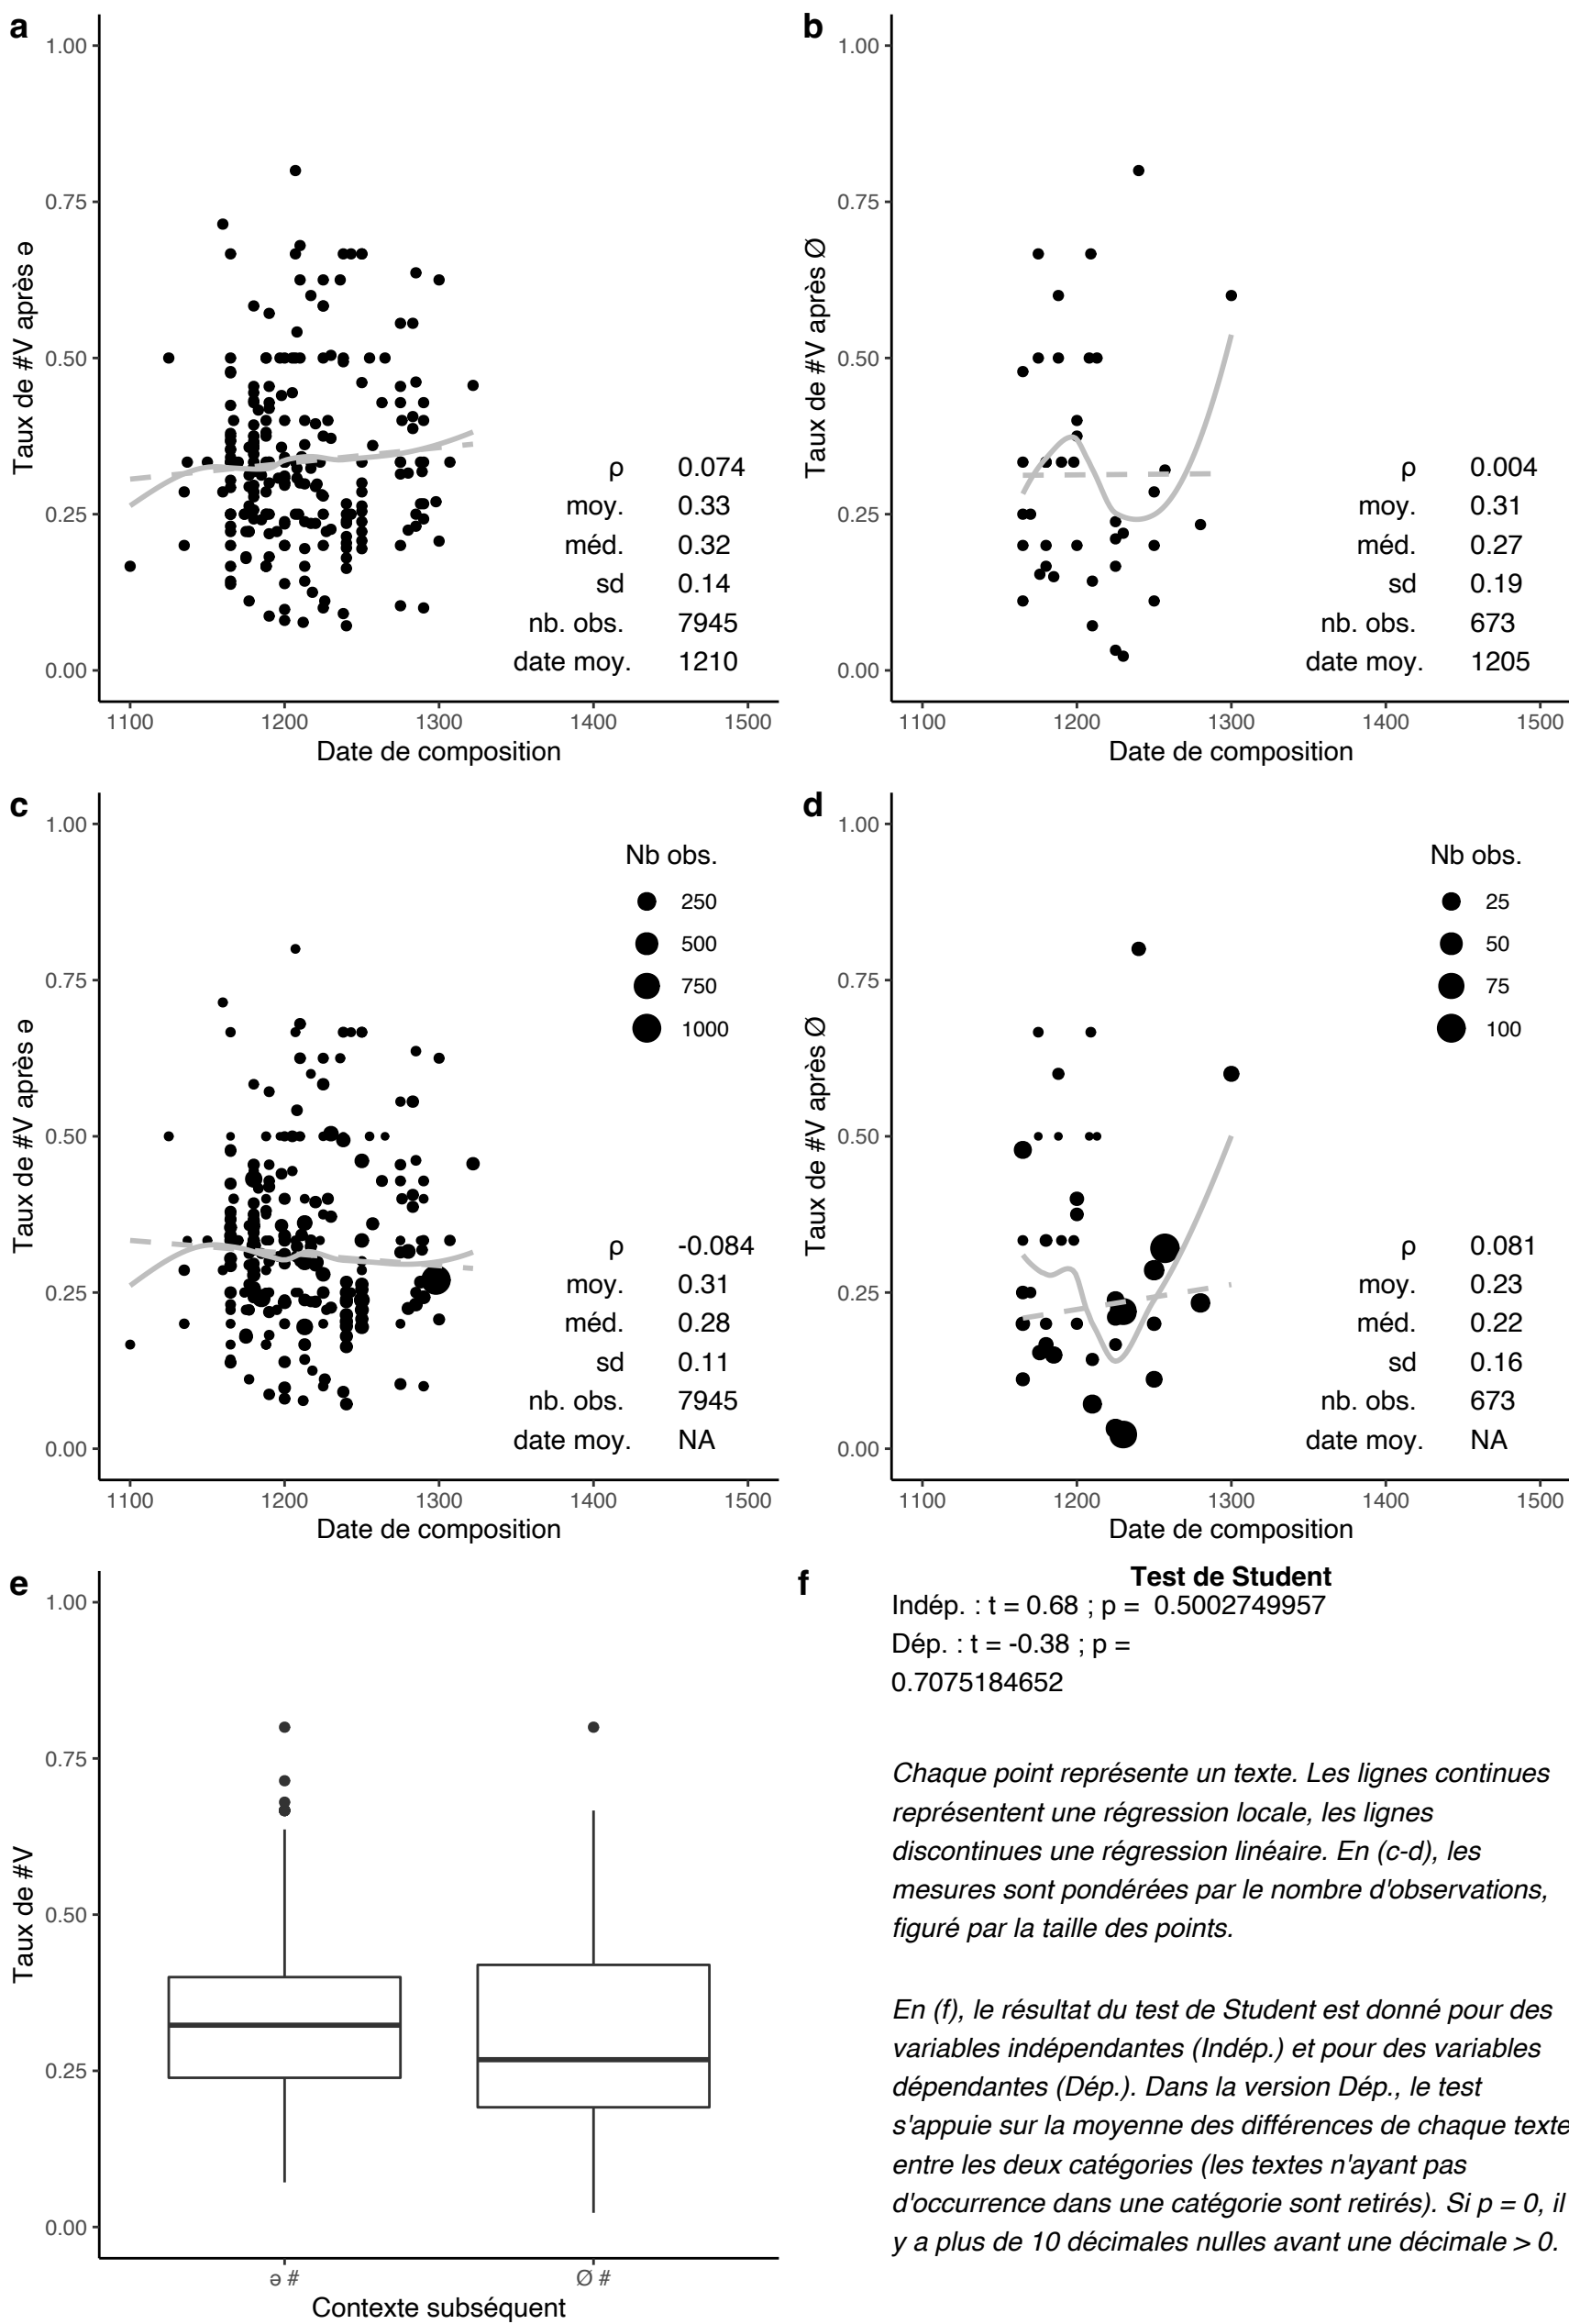 a
1.00
0.75
0.50
0.25
0.00
Taux de #V après ə
ρ 0.074
moy. 0.33
méd. 0.32
sd 0.14
nb. obs. 7945
date moy. 1210
1100 1200 1300 1400 1500
Date de composition
b
1.00
0.75
0.50
0.25
0.00
Taux de #V après Ø
ρ 0.004
moy. 0.31
méd. 0.27
sd 0.19
nb. obs. 673
date moy. 1205
1100 1200 1300 1400 1500
Date de composition
c
1.00
0.75
0.50
0.25
0.00
Taux de #V après ə
Nb obs.
250
500
750
1000
ρ -0.084
moy. 0.31
méd. 0.28
sd 0.11
nb. obs. 7945
date moy. NA
1100 1200 1300 1400 1500
Date de composition
d
1.00
0.75
0.50
0.25
0.00
Taux de #V après Ø
Nb obs.
25
50
75
100
ρ 0.081
moy. 0.23
méd. 0.22
sd 0.16
nb. obs. 673
date moy. NA
1100 1200 1300 1400 1500
Date de composition
e
1.00
0.75
0.50
0.25
0.00
Taux de #V
ə # Ø #
Contexte subséquent
f
Test de Student
Indép. : t = 0.68 ; p = 0.5002749957
Dép. : t = -0.38 ; p =
0.7075184652
Chaque point représente un texte. Les lignes continues
représentent une régression locale, les lignes
discontinues une régression linéaire. En (c-d), les
mesures sont pondérées par le nombre d'observations,
figuré par la taille des points.
En (f), le résultat du test de Student est donné pour des
variables indépendantes (Indép.) et pour des variables
dépendantes (Dép.). Dans la version Dép., le test
s'appuie sur la moyenne des différences de chaque texte
entre les deux catégories (les textes n'ayant pas
d'occurrence dans une catégorie sont retirés). Si p = 0, il
y a plus de 10 décimales nulles avant une décimale > 0.